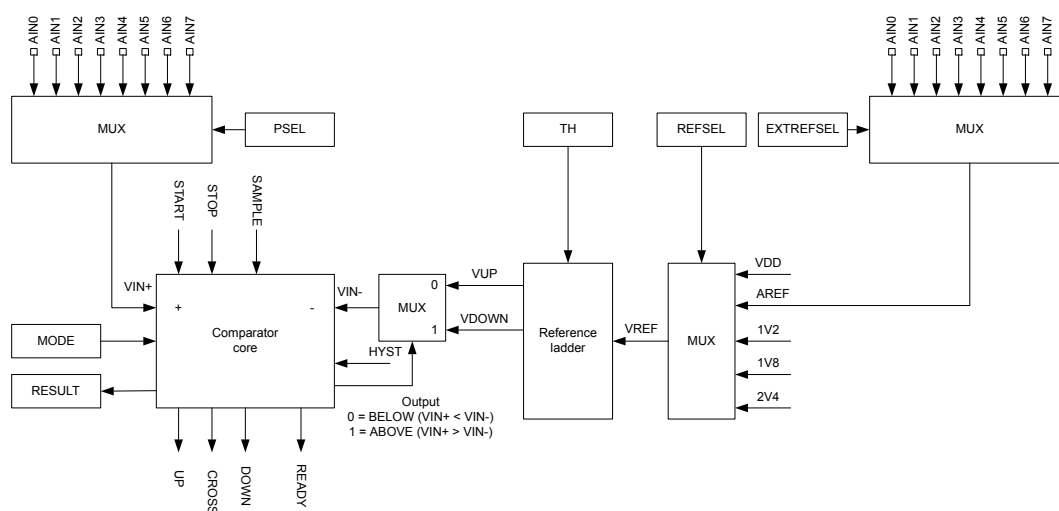 AIN0
AIN1
AIN2
AIN3
AIN4
AIN5
AIN6
AIN7
AIN0
AIN1
AIN2
AIN3
AIN4
AIN5
AIN6
AIN7
MUX
PSEL
TH
REFSEL
EXTREFSEL
MUX
START
STOP
SAMPLE
VIN+
+
-
Comparator
core
VIN-
MUX
0
1
VUP
VDOWN
HYST
Reference
ladder
VREF
MUX
VDD
AREF
1V2
1V8
2V4
MODE
RESULT
Output
0 = BELOW (VIN+ < VIN-)
1 = ABOVE (VIN+ > VIN-)
UP
CROSS
DOWN
READY